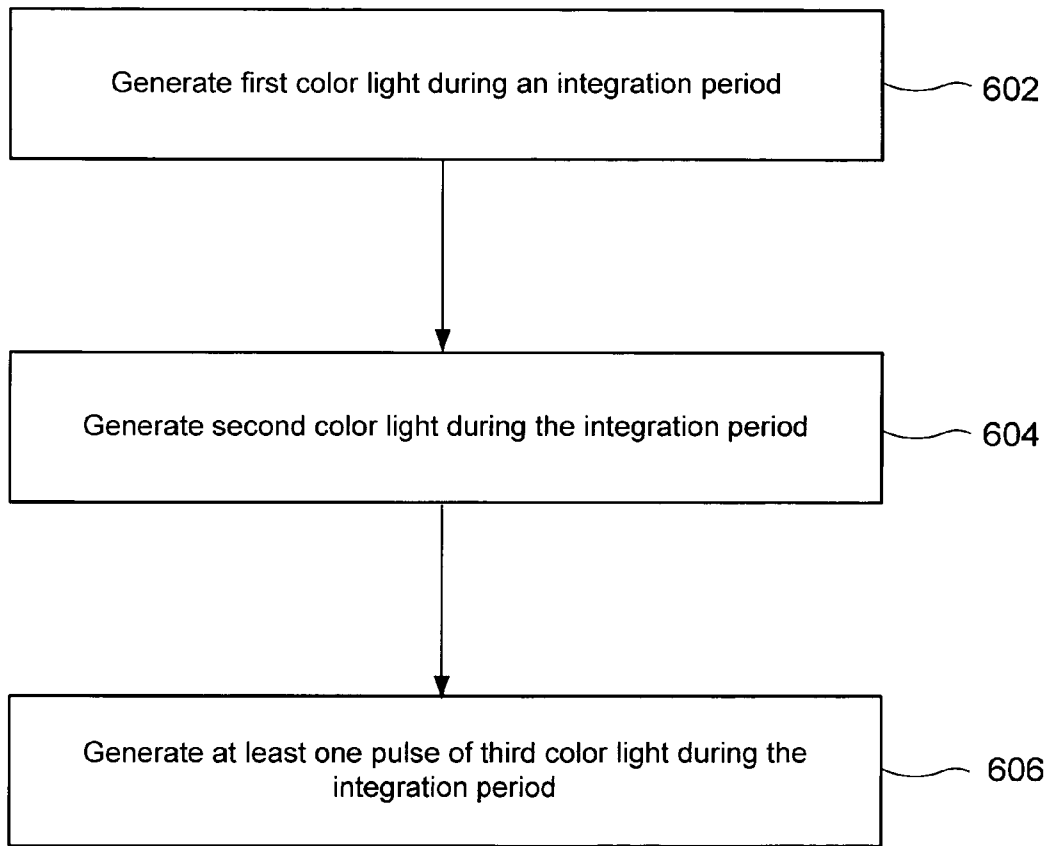 Generate first color light during an integration period
602
Generate second color light during the integration period
604
Generate at least one pulse of third color light during the
integration period
606